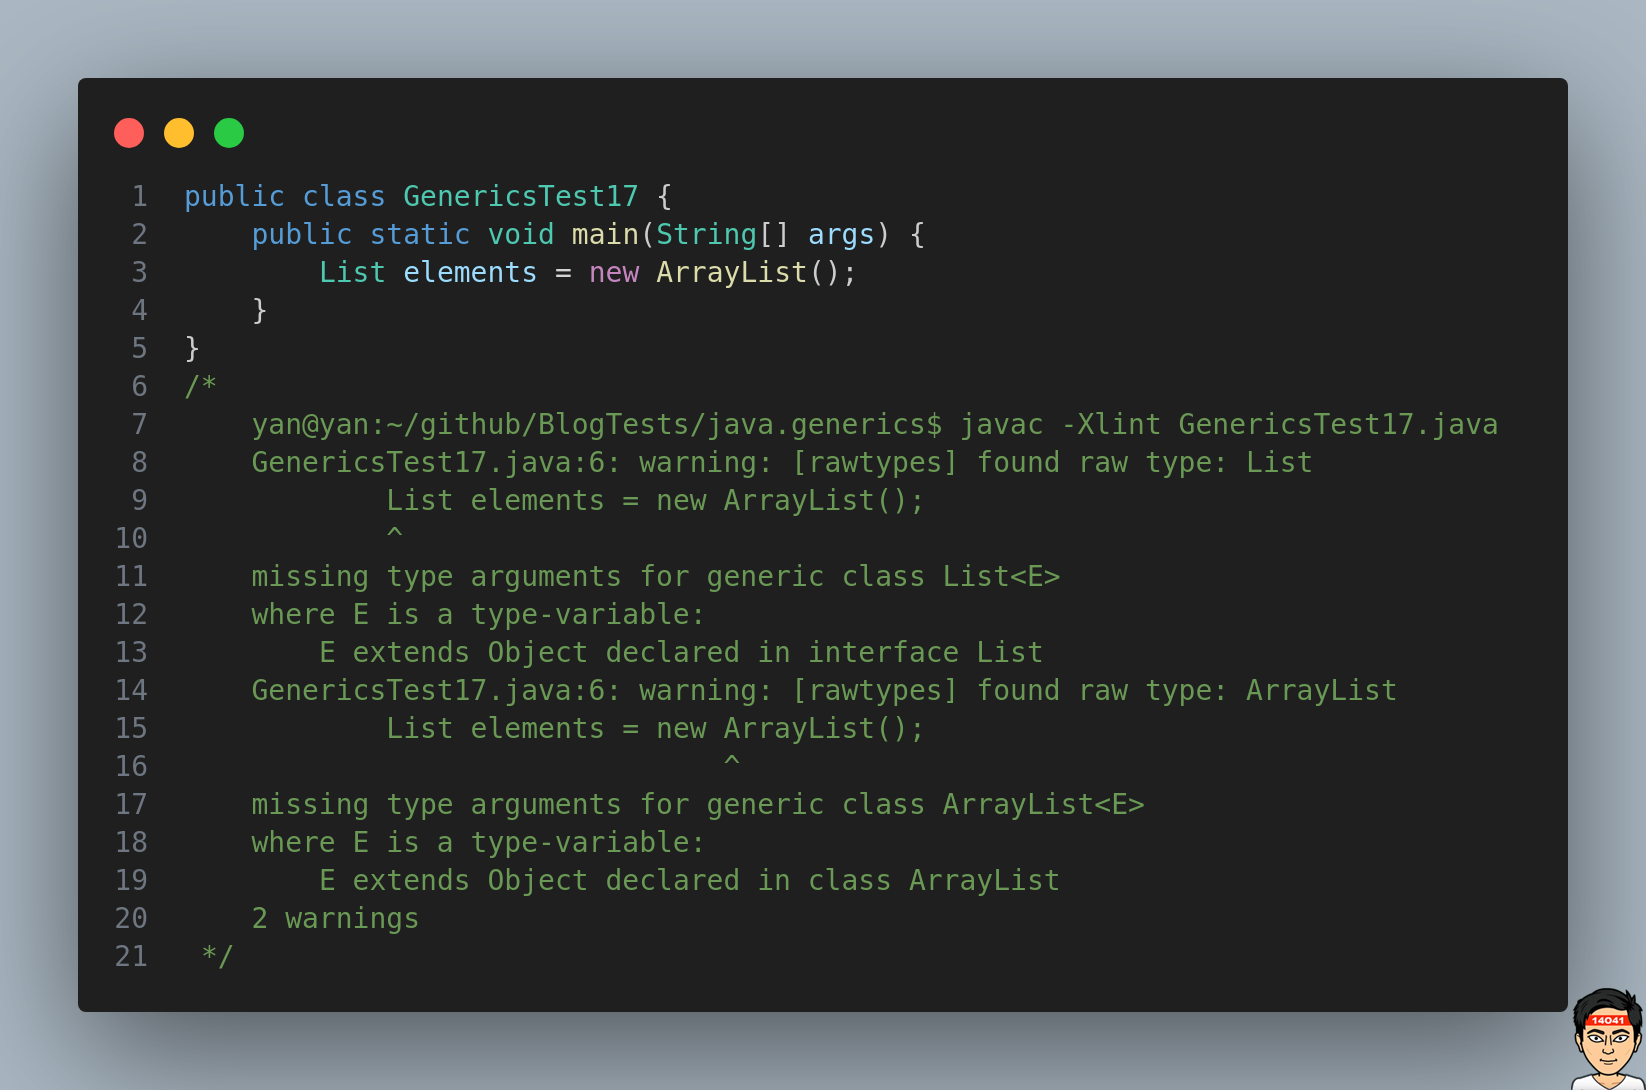 1 public class GenericsTest17 {
2     public static void main(String[] args) {
3         List elements = new ArrayList();
4     }
5 }
6 /*
7     yan@yan:~/github/BlogTests/java.generics$ javac -Xlint GenericsTest17.java
8     GenericsTest17.java:6: warning: [rawtypes] found raw type: List
9             List elements = new ArrayList();
10             ^
11     missing type arguments for generic class List<E>
12     where E is a type-variable:
13         E extends Object declared in interface List
14     GenericsTest17.java:6: warning: [rawtypes] found raw type: ArrayList
15             List elements = new ArrayList();
16                                 ^
17     missing type arguments for generic class ArrayList<E>
18     where E is a type-variable:
19         E extends Object declared in class ArrayList
20     2 warnings
21  */
14041